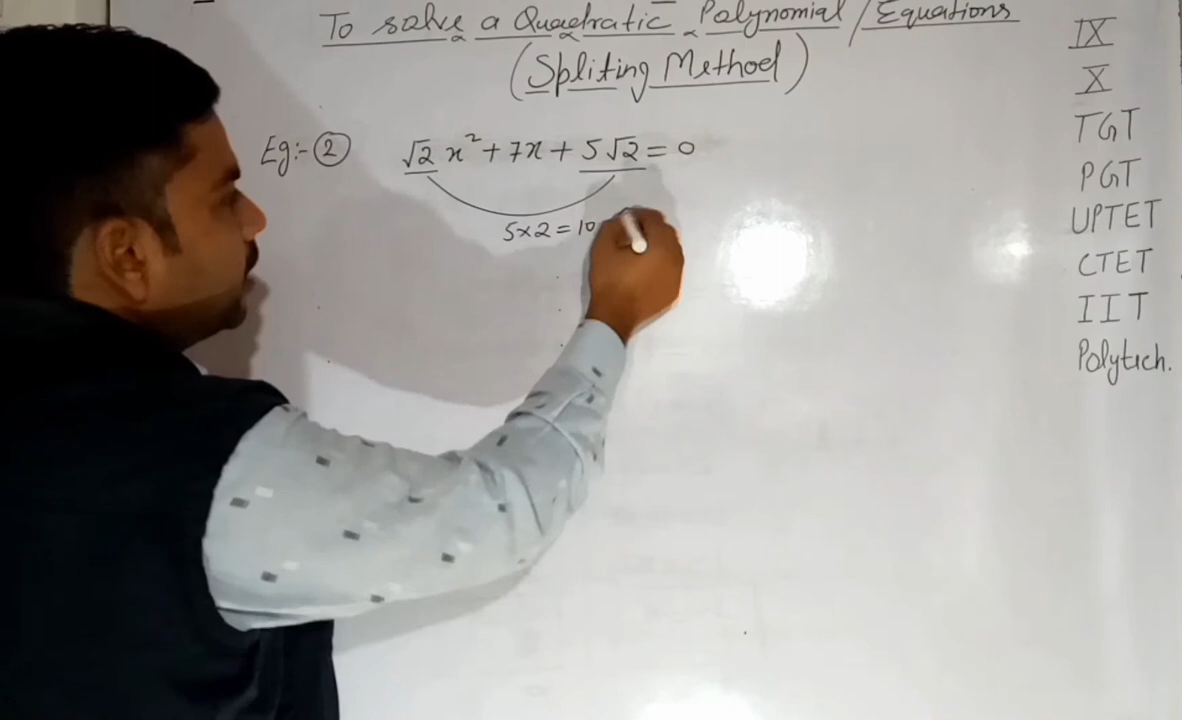 To solve a Quadratic Polynomial / Equations
(Spliting Method)
Eg:- ② √2 x² + 7x + 5√2 = 0
5×2=10
IX
X
TGT
PGT
UPTET
CTET
IIT
Polytech.